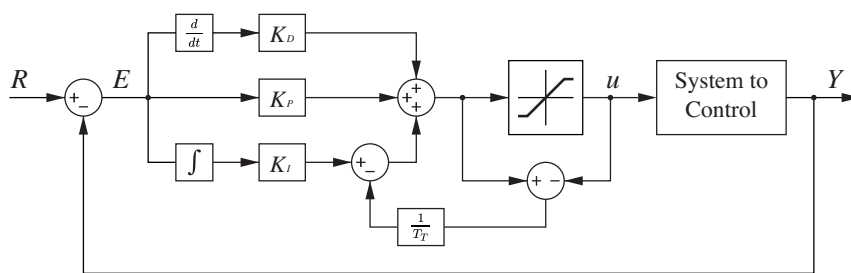 d/dt
K_D
R
+
-
E
K_P
+
+
+
u
System to
Control
Y
∫
K_I
+
-
+ -
1/T_T